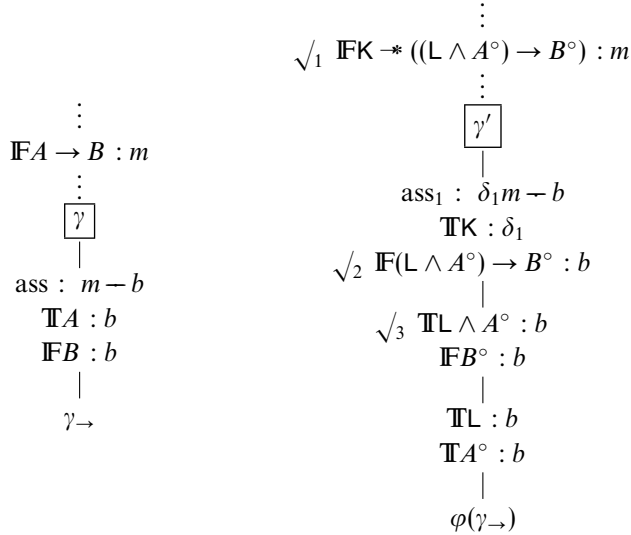 ⋮
𝔽A → B : m
⋮
γ
ass : m –– b
𝕋A : b
𝔽B : b
γ→
⋮
√1 𝔽K −∗ ((L ∧ A°) → B°) : m
⋮
γ′
ass1 : δ1m –– b
𝕋K : δ1
√2 𝔽(L ∧ A°) → B° : b
√3 𝕋L ∧ A° : b
𝔽B° : b
𝕋L : b
𝕋A° : b
φ(γ→)